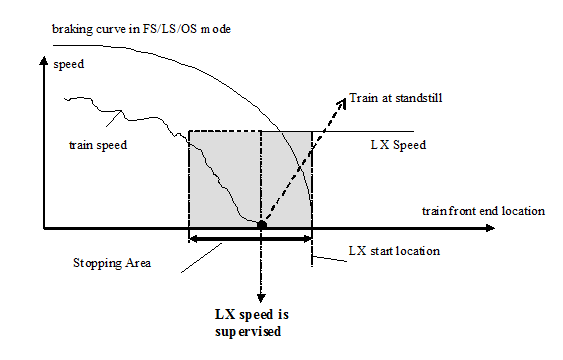 braking curve in FS/LS/OS mode
speed
Train at standstill
train speed
LX Speed
train front end location
Stopping Area
LX start location
LX speed is
supervised